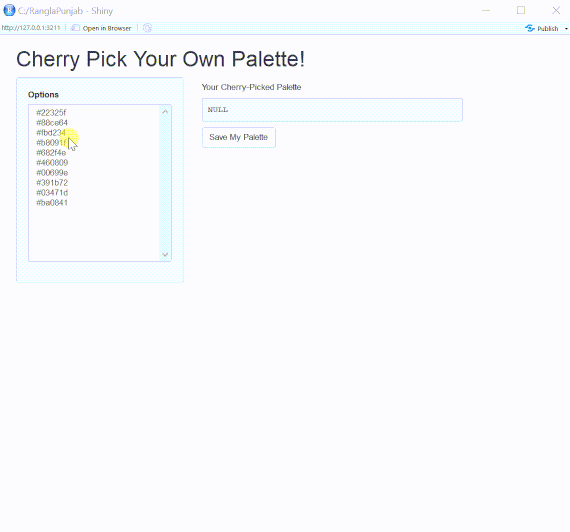 C:/RanglaPunjab - Shiny
http://127.0.0.1:3211 Open in Browser Publish
Cherry Pick Your Own Palette!
Options
#22325f
#88ce64
#fbd234
#b8091f
#682f4e
#460809
#00699e
#391b72
#03471d
#ba0841
Your Cherry-Picked Palette
NULL
Save My Palette